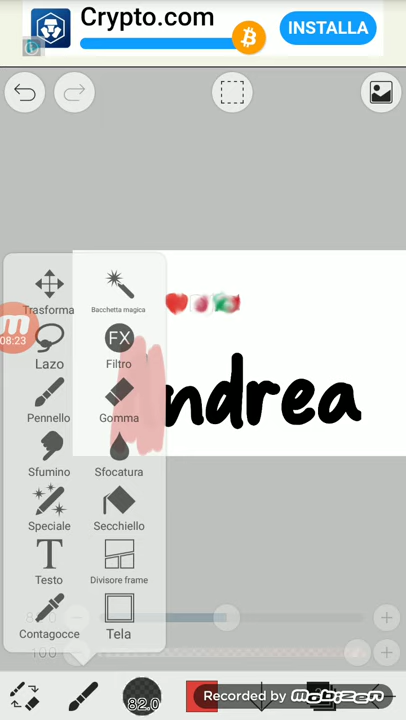 Crypto.com
INSTALLA
Trasforma
Bacchetta magica
08:23
Lazo
FX
Filtro
Pennello
Gomma
ndrea
Sfumino
Sfocatura
Speciale
Secchiello
T
Testo
Divisore frame
Contagocce
Tela
100
82.0
Recorded by mobizen